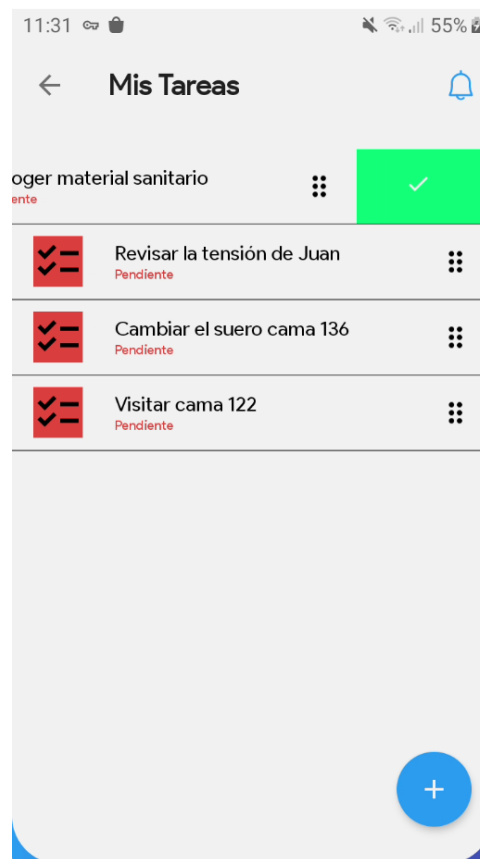 11:31 55%
Mis Tareas
oger material sanitario
ente
Revisar la tensión de Juan
Pendiente
Cambiar el suero cama 136
Pendiente
Visitar cama 122
Pendiente